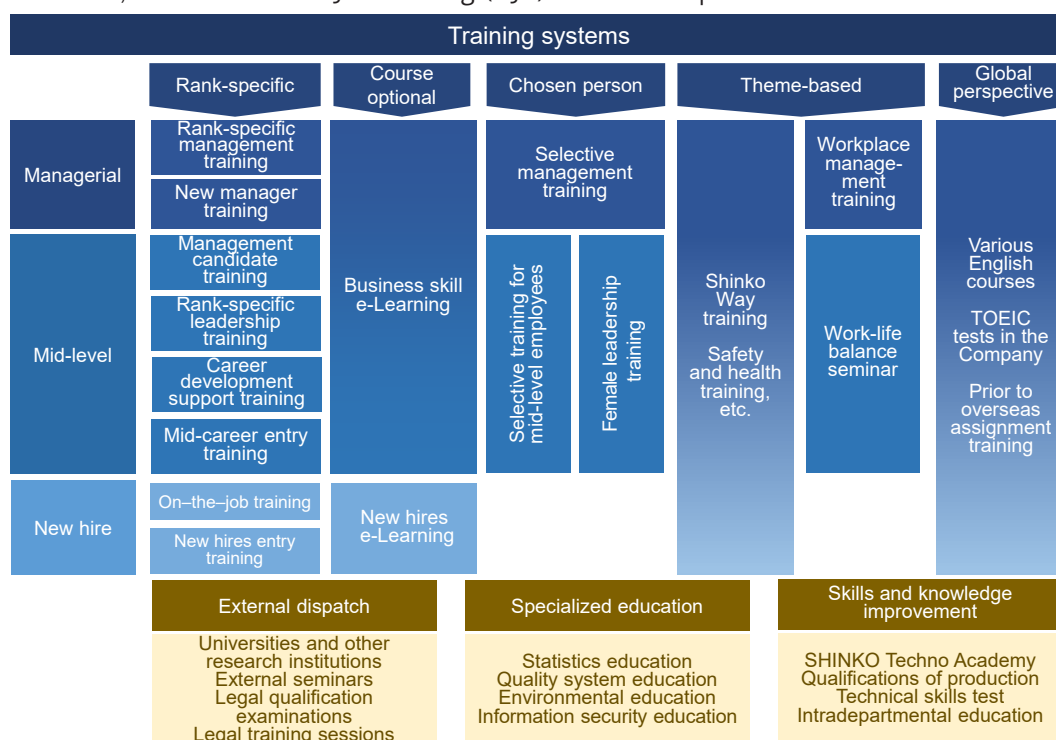 Training systems
Rank-specific
Course
optional
Chosen person
Theme-based
Global
perspective
Managerial
Rank-specific
management
training
New manager
training
Selective
management
training
Workplace
manage-
ment
training
Mid-level
Management
candidate
training
Rank-specific
leadership
training
Career
development
support training
Mid-career entry
training
Business skill
e-Learning
Selective training for
mid-level employees
Female leadership
training
Shinko
Way
training
Safety
and health
training,
etc.
Work-life
balance
seminar
Various
English
courses
TOEIC
tests in the
Company
Prior to
overseas
assignment
training
New hire
On–the–job training
New hires entry
training
New hires
e-Learning
External dispatch
Universities and other
research institutions
External seminars
Legal qualification
examinations
Legal training sessions
Specialized education
Statistics education
Quality system education
Environmental education
Information security education
Skills and knowledge
improvement
SHINKO Techno Academy
Qualifications of production
Technical skills test
Intradepartmental education